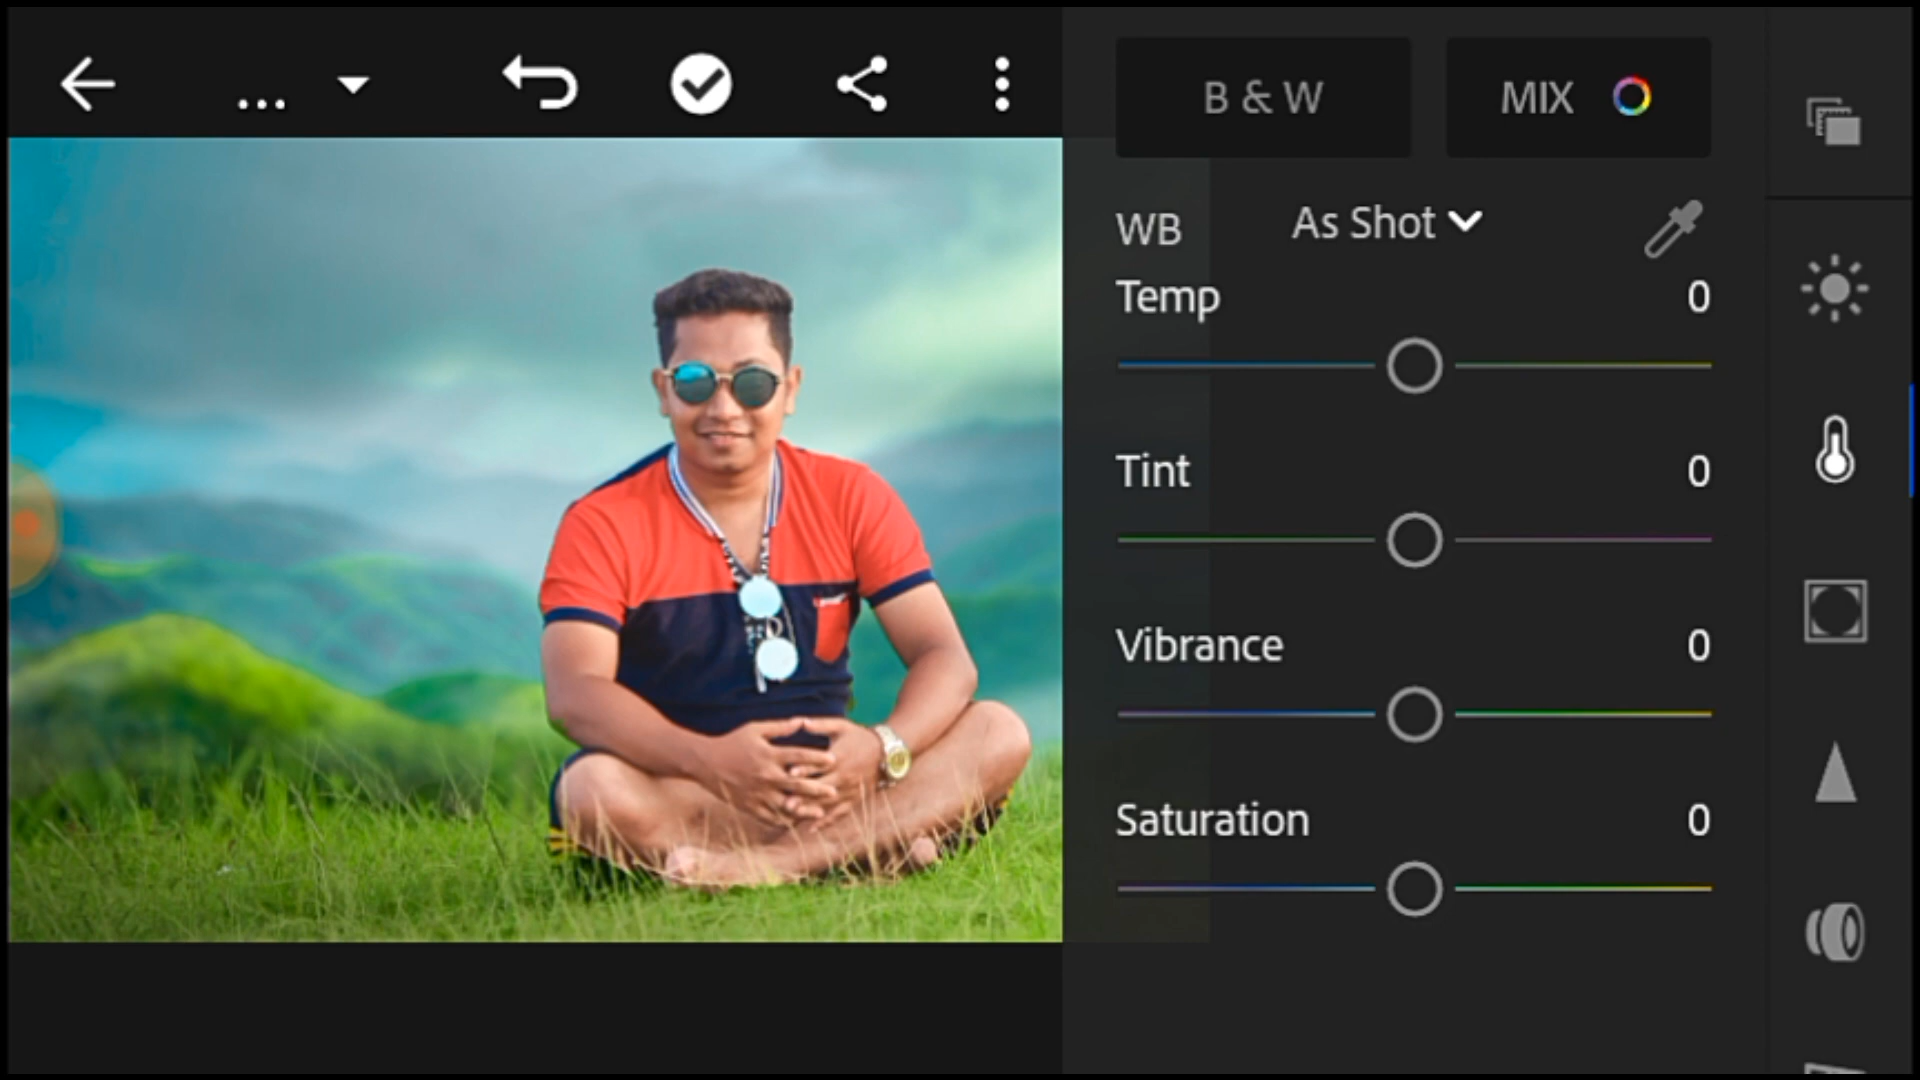 ...
B & W
MIX
WB
As Shot
Temp 0
Tint 0
Vibrance 0
Saturation 0